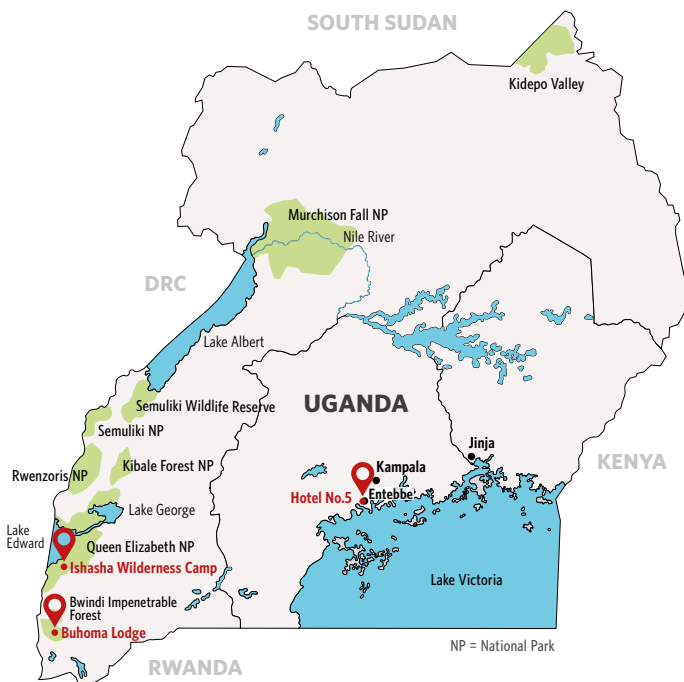 SOUTH SUDAN
Kidepo Valley
Murchison Fall NP
Nile River
DRC
Lake Albert
Semuliki Wildlife Reserve
UGANDA
Semuliki NP
Jinja
Kampala
KENYA
Kibale Forest NP
Rwenzoris NP
Hotel No.5
Entebbe
Lake George
Lake
Edward
Queen Elizabeth NP
Ishasha Wilderness Camp
Lake Victoria
Bwindi Impenetrable
Forest
Buhoma Lodge
NP = National Park
RWANDA